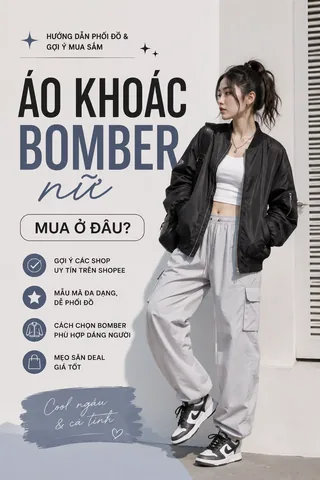 HƯỚNG DẪN PHỐI ĐỒ &
GỢI Ý MUA SẮM
ÁO KHOÁC
BOMBER
nữ
MUA Ở ĐÂU?
GỢI Ý CÁC SHOP
UY TÍN TRÊN SHOPEE
MẪU MÃ ĐA DẠNG,
DỄ PHỐI ĐỒ
CÁCH CHỌN BOMBER
PHÙ HỢP DÁNG NGƯỜI
MẸO SĂN DEAL
GIÁ TỐT
Cool ngầu
& cá tính